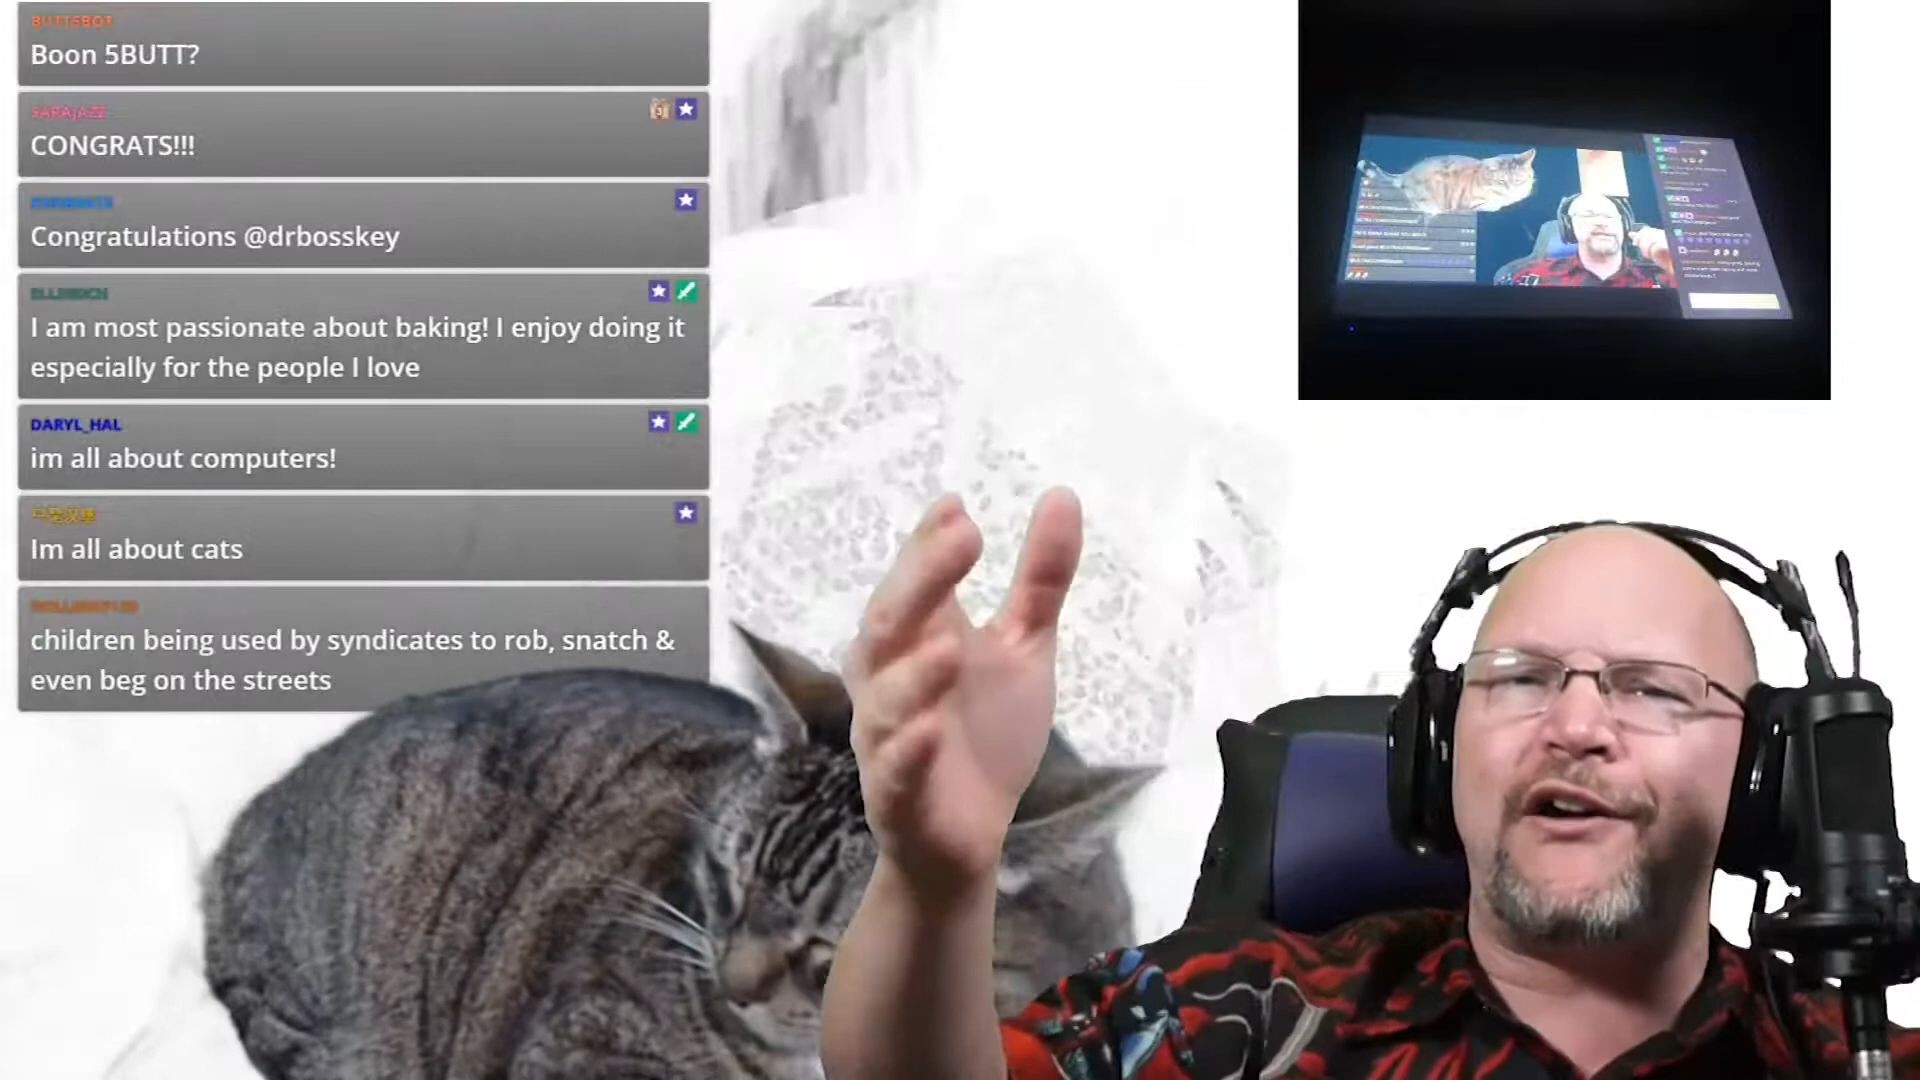 BUTTSBOT
Boon 5BUTT?
SARAJAZZ
CONGRATS!!!
Congratulations @drbosskey
I am most passionate about baking! I enjoy doing it
especially for the people I love
DARYL_HAL
im all about computers!
Im all about cats
children being used by syndicates to rob, snatch &
even beg on the streets